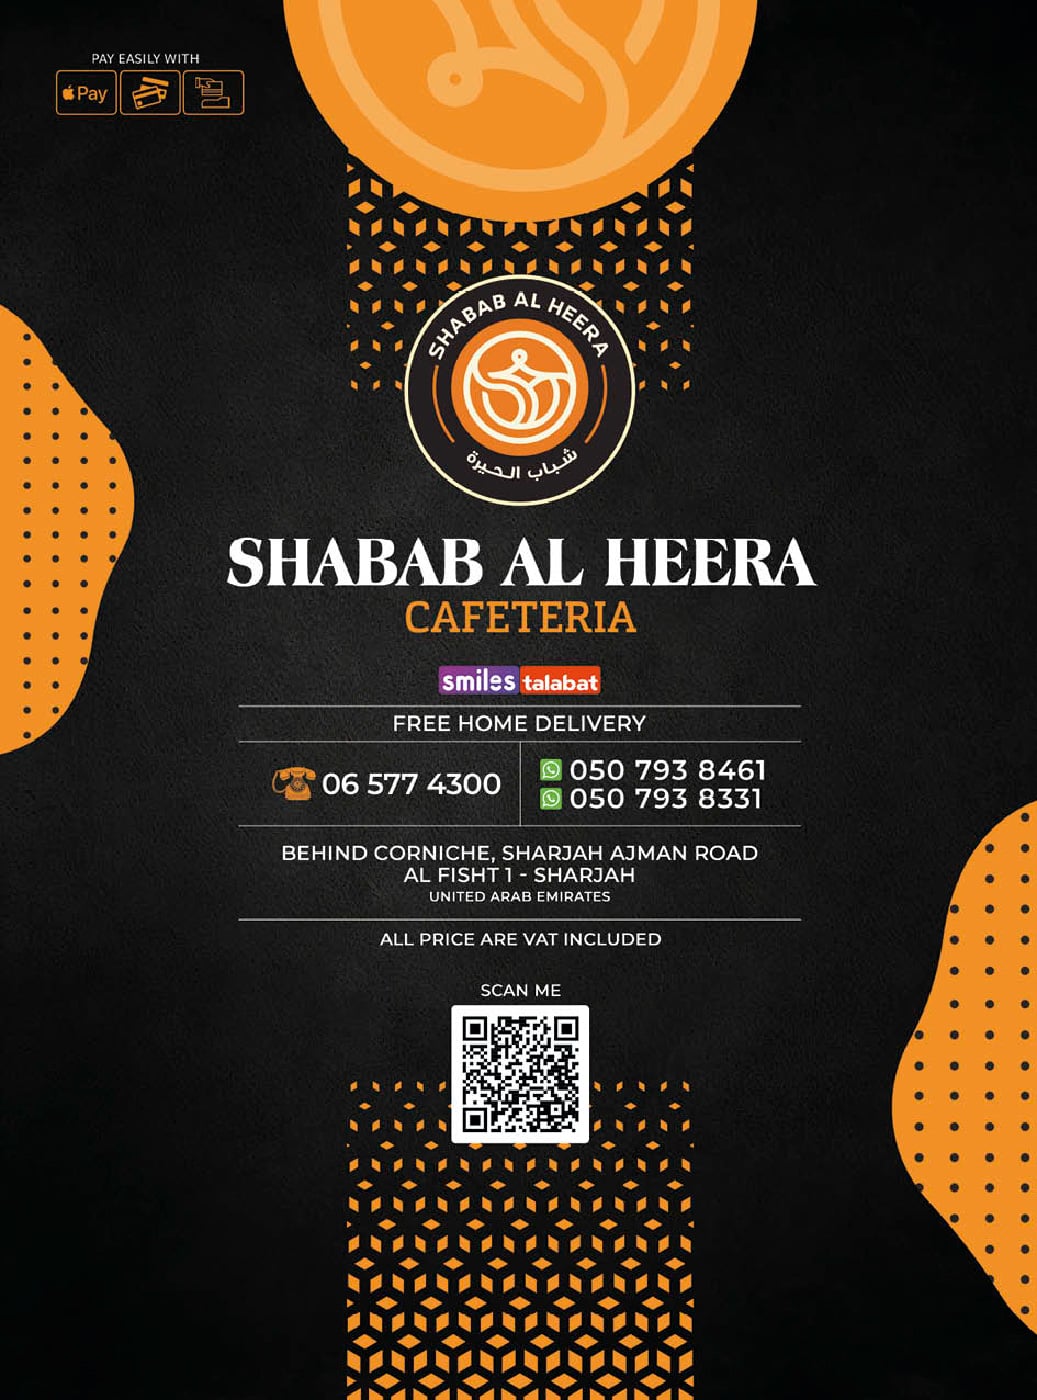 PAY EASILY WITH
Pay
SHABAB AL HEERA
شباب الحيرة
SHABAB AL HEERA
CAFETERIA
smiles talabat
FREE HOME DELIVERY
06 577 4300
050 793 8461
050 793 8331
BEHIND CORNICHE, SHARJAH AJMAN ROAD
AL FISHT 1 - SHARJAH
UNITED ARAB EMIRATES
ALL PRICE ARE VAT INCLUDED
SCAN ME